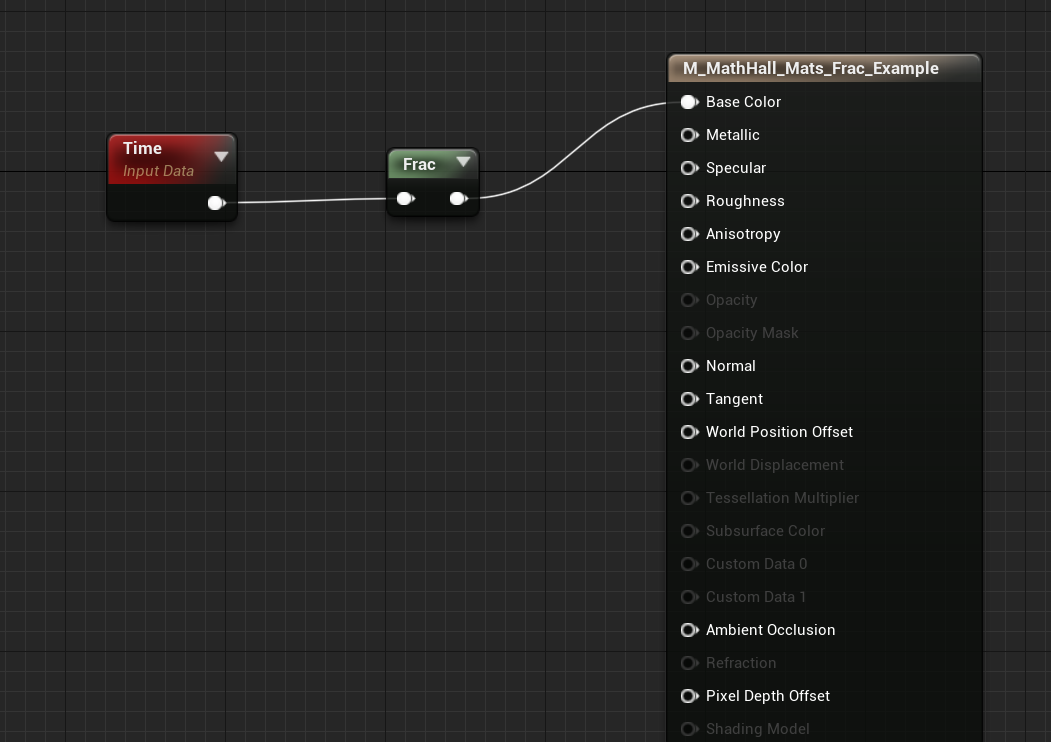 Time
Input Data
Frac
M_MathHall_Mats_Frac_Example
Base Color
Metallic
Specular
Roughness
Anisotropy
Emissive Color
Opacity
Opacity Mask
Normal
Tangent
World Position Offset
World Displacement
Tessellation Multiplier
Subsurface Color
Custom Data 0
Custom Data 1
Ambient Occlusion
Refraction
Pixel Depth Offset
Shading Model